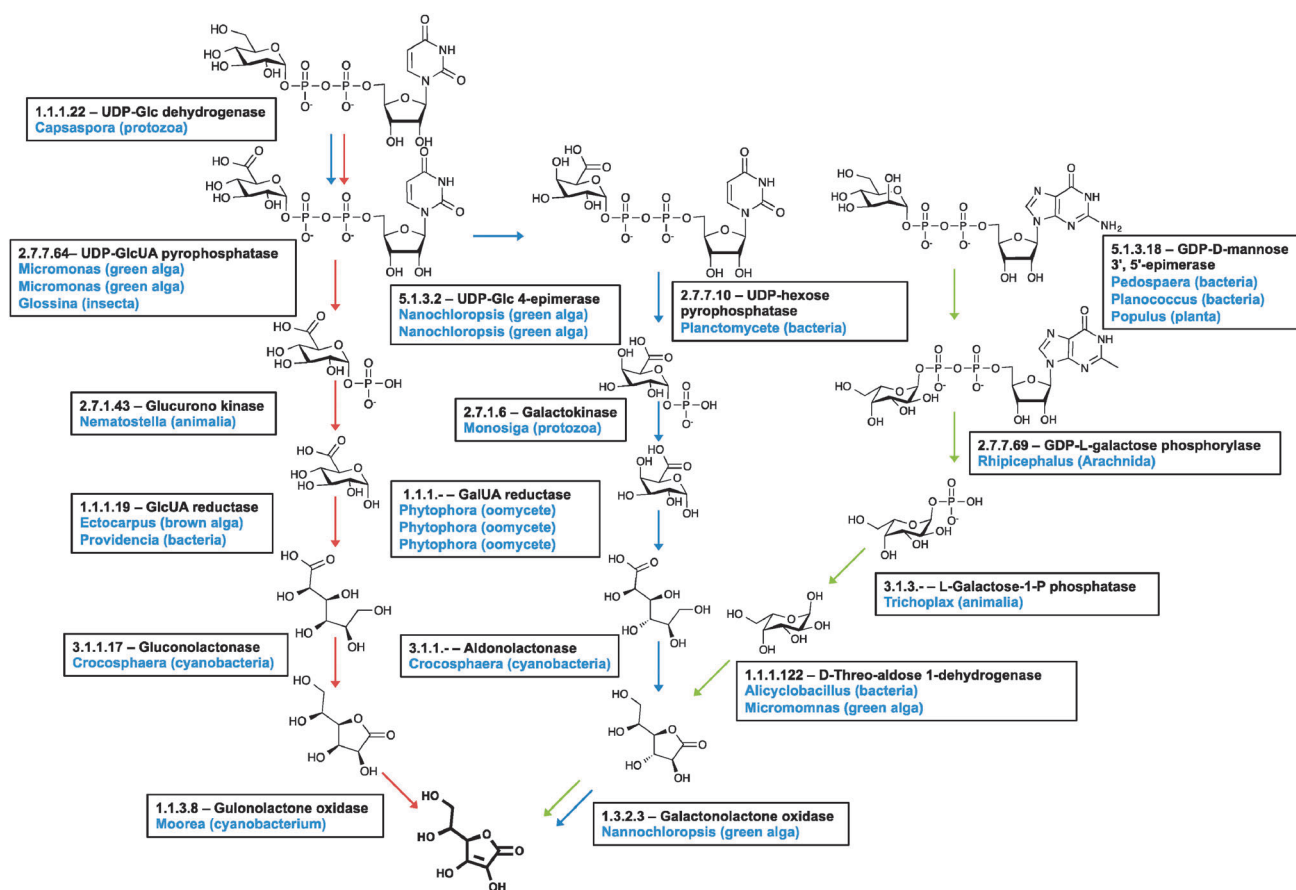 1.1.1.22 – UDP-Glc dehydrogenase
Capsaspora (protozoa)
2.7.7.64– UDP-GlcUA pyrophosphatase
Micromonas (green alga)
Micromonas (green alga)
Glossina (insecta)
5.1.3.2 – UDP-Glc 4-epimerase
Nanochloropsis (green alga)
Nanochloropsis (green alga)
2.7.7.10 – UDP-hexose
pyrophosphatase
Planctomycete (bacteria)
5.1.3.18 – GDP-D-mannose
3', 5'-epimerase
Pedospaera (bacteria)
Planococcus (bacteria)
Populus (planta)
2.7.1.43 – Glucurono kinase
Nematostella (animalia)
2.7.1.6 – Galactokinase
Monosiga (protozoa)
2.7.7.69 – GDP-L-galactose phosphorylase
Rhipicephalus (Arachnida)
1.1.1.19 – GlcUA reductase
Ectocarpus (brown alga)
Providencia (bacteria)
1.1.1.- – GalUA reductase
Phytophora (oomycete)
Phytophora (oomycete)
Phytophora (oomycete)
3.1.3.- – L-Galactose-1-P phosphatase
Trichoplax (animalia)
3.1.1.17 – Gluconolactonase
Crocosphaera (cyanobacteria)
3.1.1.- – Aldonolactonase
Crocosphaera (cyanobacteria)
1.1.1.122 – D-Threo-aldose 1-dehydrogenase
Alicyclobacillus (bacteria)
Micromomnas (green alga)
1.1.3.8 – Gulonolactone oxidase
Moorea (cyanobacterium)
1.3.2.3 – Galactonolactone oxidase
Nannochloropsis (green alga)